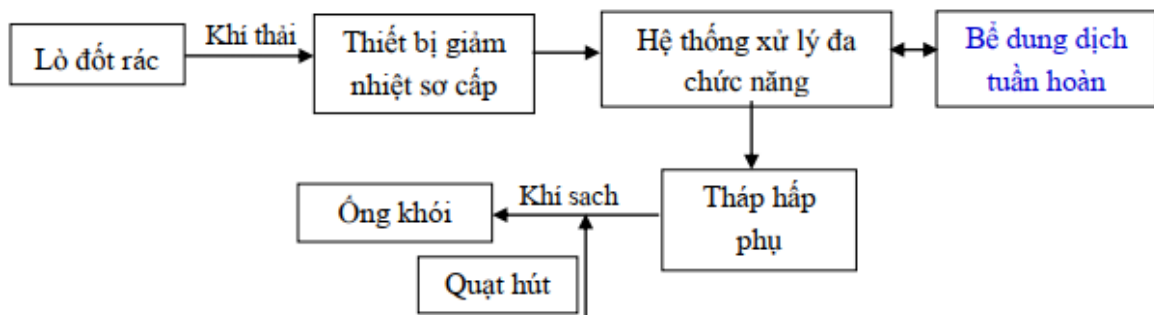 Lò đốt rác
Khí thải
Thiết bị giảm
nhiệt sơ cấp
Hệ thống xử lý đa
chức năng
Bể dung dịch
tuần hoàn
Tháp hấp
phụ
Khí sach
Ống khói
Quạt hút